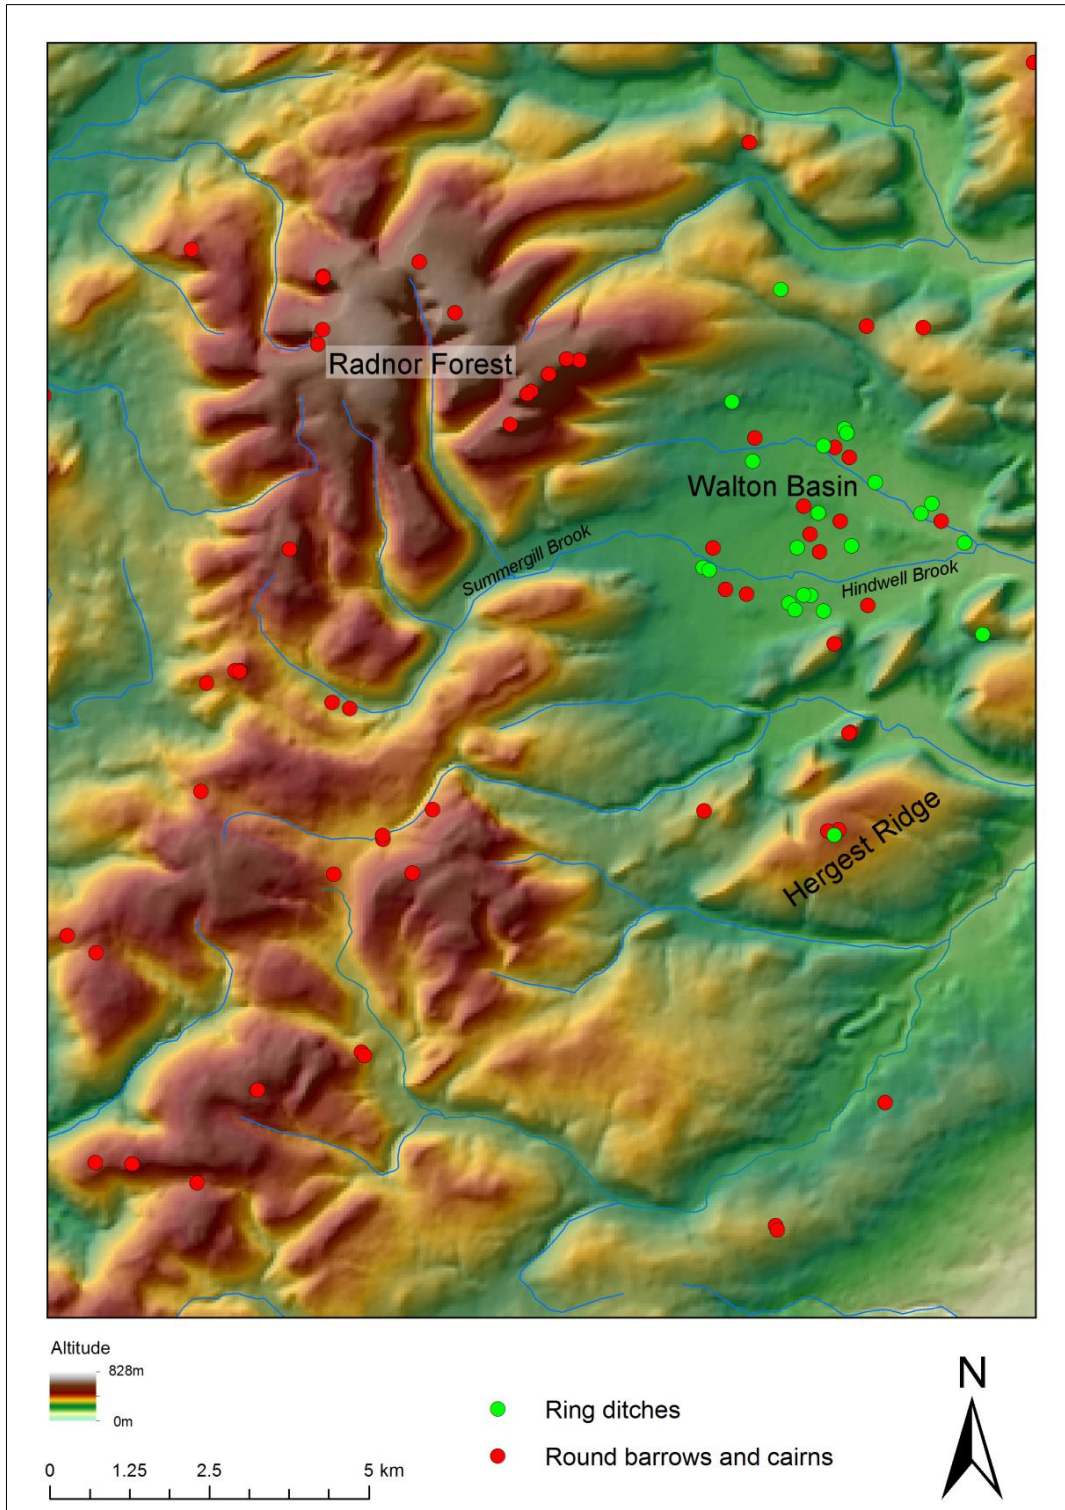 Radnor Forest
Walton Basin
Summergill Brook
Hindwell Brook
Hergest Ridge
Altitude
828m
0m
0 1.25 2.5 5 km
Ring ditches
Round barrows and cairns
N